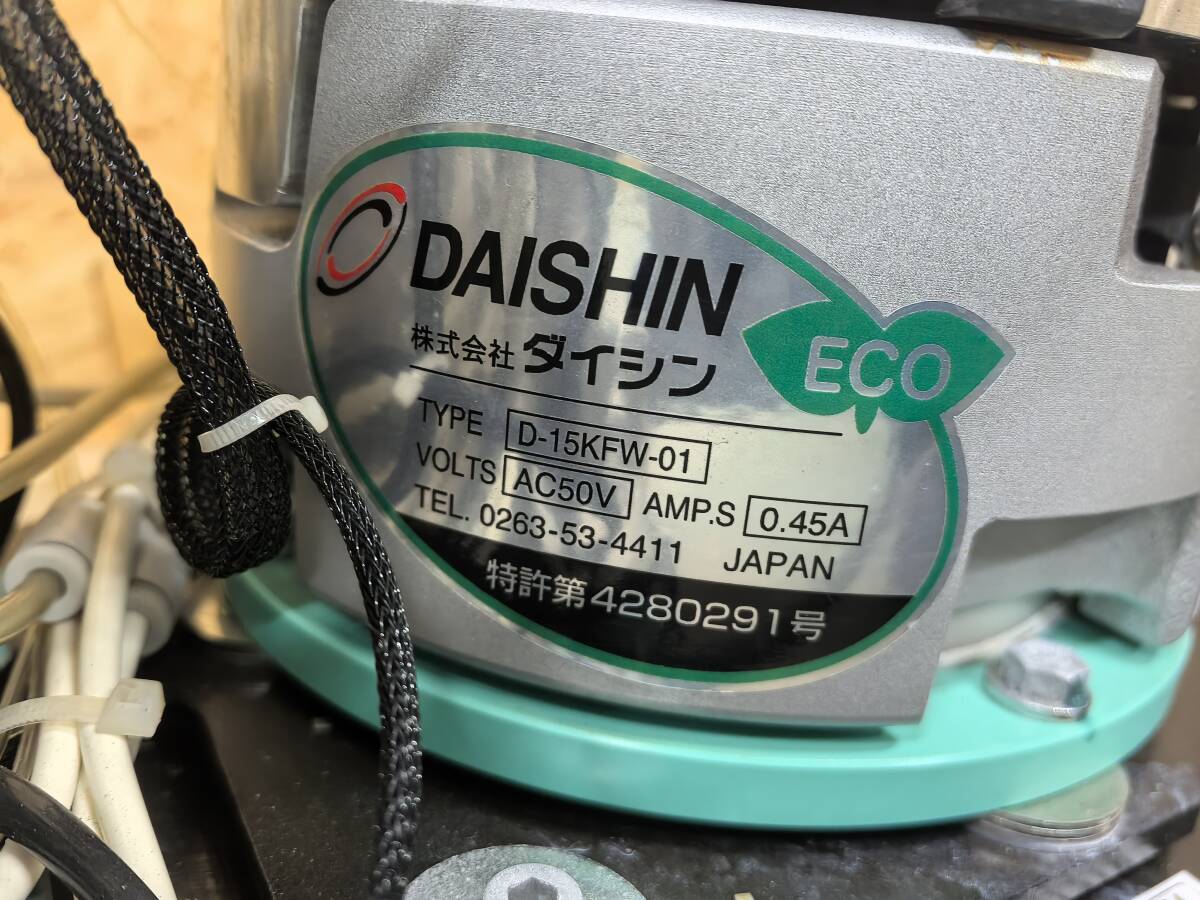 DAISHIN
株式会社 ダイシン
ECO
TYPE D-15KFW-01
VOLTS AC50V AMP.S 0.45A
TEL. 0263-53-4411 JAPAN
特許第4280291号